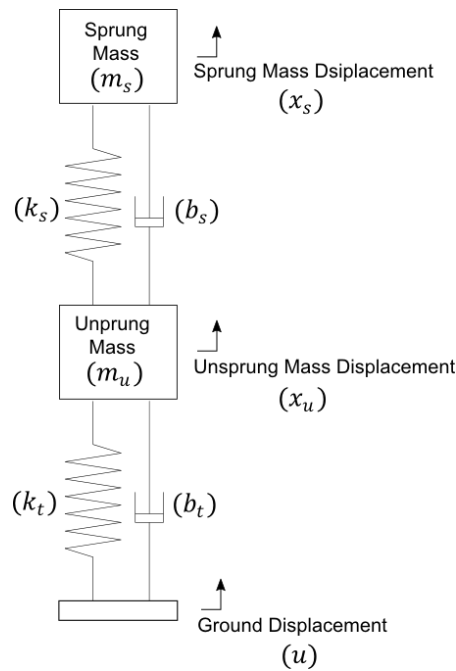 Sprung
Mass
(m_s)
Sprung Mass Dsiplacement
(x_s)
(k_s)
(b_s)
Unprung
Mass
(m_u)
Unsprung Mass Displacement
(x_u)
(k_t)
(b_t)
Ground Displacement
(u)